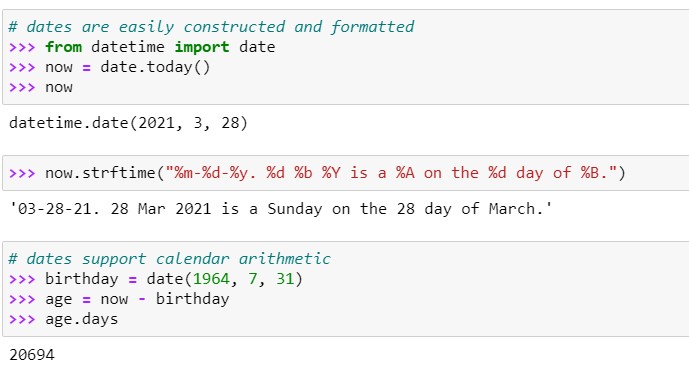 # dates are easily constructed and formatted
>>> from datetime import date
>>> now = date.today()
>>> now
datetime.date(2021, 3, 28)
>>> now.strftime("%m-%d-%y. %d %b %Y is a %A on the %d day of %B.")
'03-28-21. 28 Mar 2021 is a Sunday on the 28 day of March.'
# dates support calendar arithmetic
>>> birthday = date(1964, 7, 31)
>>> age = now - birthday
>>> age.days
20694